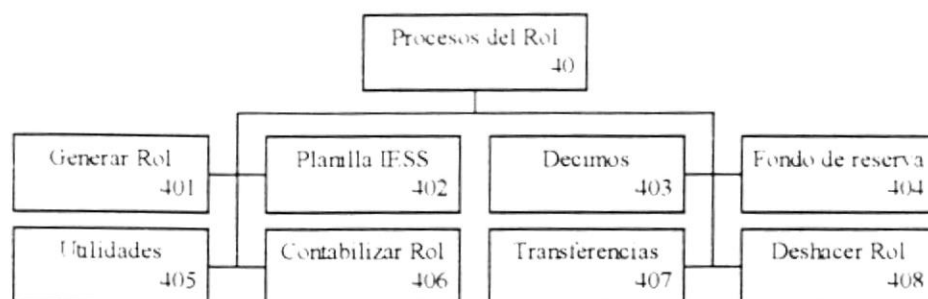 Procesos del Rol
40
Generar Rol
401
Planilla IESS
402
Decimos
403
Fondo de reserva
404
Utilidades
405
Contabilizar Rol
406
Transferencias
407
Deshacer Rol
408